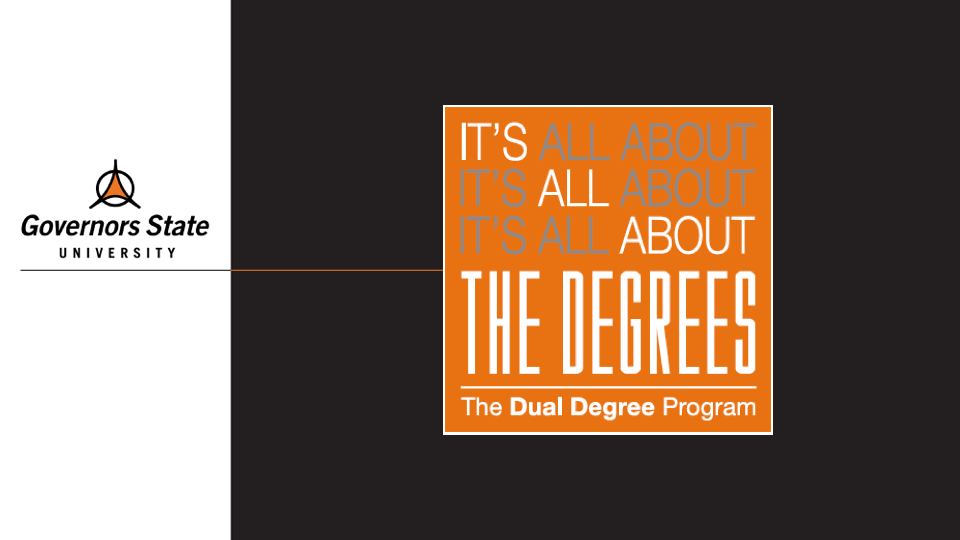 Governors State
UNIVERSITY
IT'S ALL ABOUT
IT'S ALL ABOUT
IT'S ALL ABOUT
THE DEGREES
The Dual Degree Program